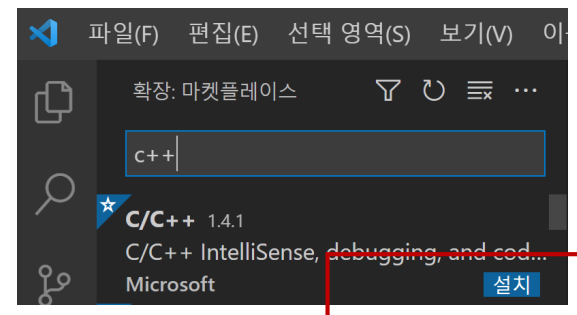 파일(F) 편집(E) 선택 영역(S) 보기(V)
확장: 마켓플레이스
c++
C/C++ 1.4.1
C/C++ IntelliSense, debugging, and cod...
Microsoft 설치